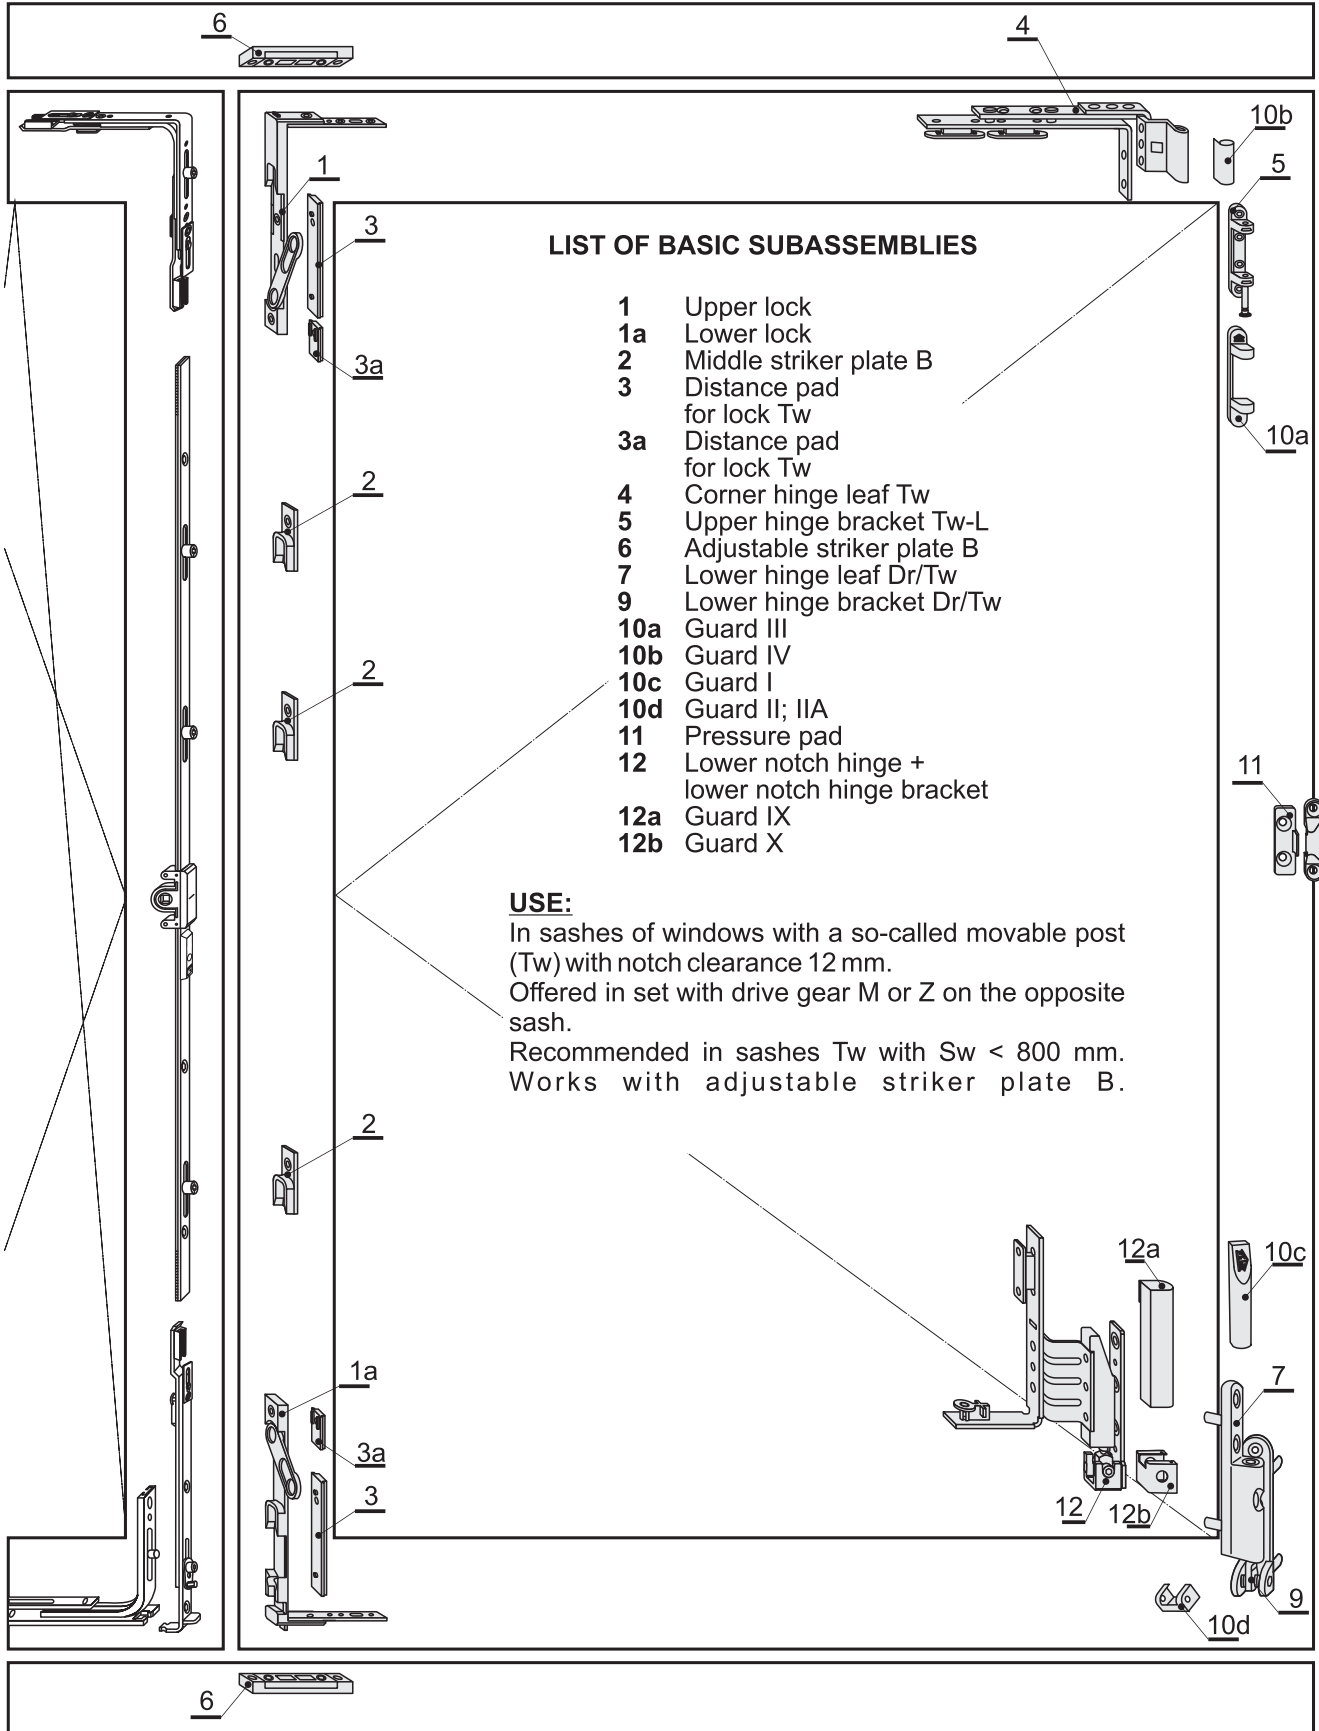 6
4
10b
1
5
3
LIST OF BASIC SUBASSEMBLIES
1 Upper lock
1a Lower lock
2 Middle striker plate B
3 Distance pad
for lock Tw
3a Distance pad
for lock Tw
4 Corner hinge leaf Tw
5 Upper hinge bracket Tw-L
6 Adjustable striker plate B
7 Lower hinge leaf Dr/Tw
9 Lower hinge bracket Dr/Tw
10a Guard III
10b Guard IV
10c Guard I
10d Guard II; IIA
11 Pressure pad
12 Lower notch hinge +
lower notch hinge bracket
12a Guard IX
12b Guard X
3a
10a
2
2
11
USE:
In sashes of windows with a so-called movable post
(Tw) with notch clearance 12 mm.
Offered in set with drive gear M or Z on the opposite
sash.
Recommended in sashes Tw with Sw < 800 mm.
Works with adjustable striker plate B.
2
12a
10c
1a
7
3a
3
12
12b
9
10d
6